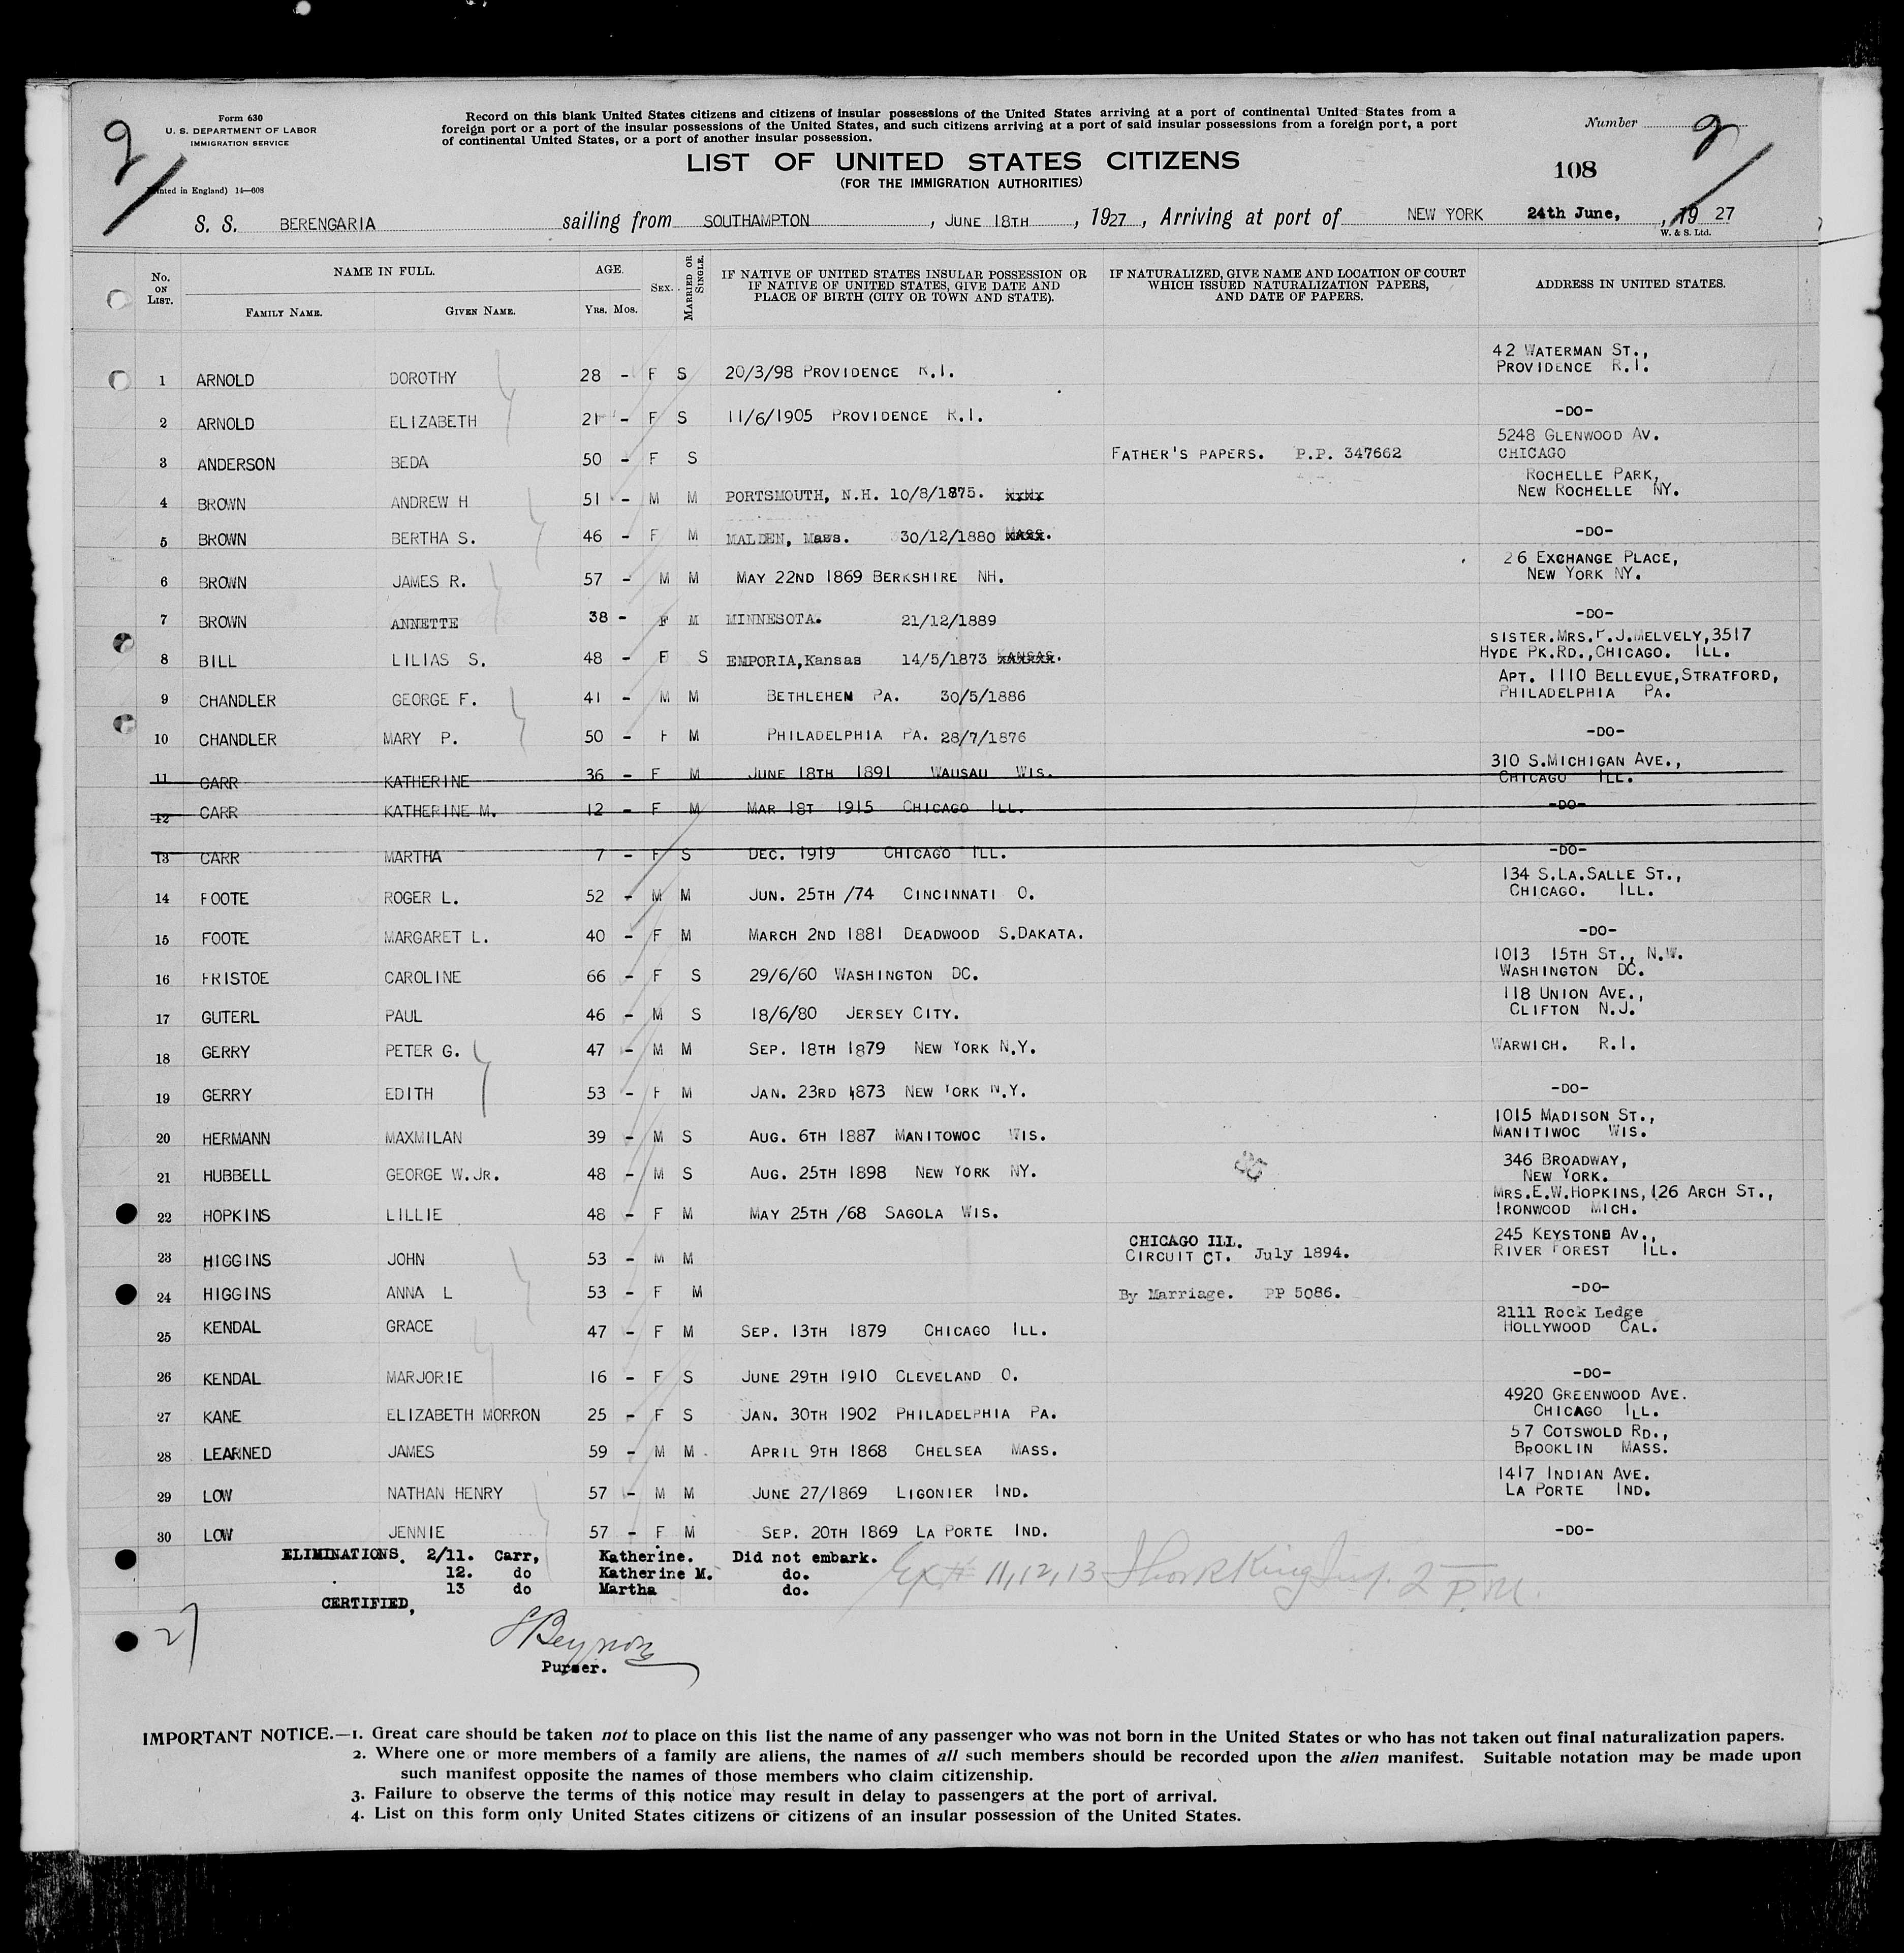 Form 630
U. S. DEPARTMENT OF LABOR
IMMIGRATION SERVICE
(Printed in England) 14—608
2
Record on this blank United States citizens and citizens of insular possessions of the United States arriving at a port of continental United States from a
foreign port or a port of the insular possessions of the United States, and such citizens arriving at a port of said insular possessions from a foreign port, a port
of continental United States, or a port of another insular possession.
Number 2
LIST OF UNITED STATES CITIZENS
(FOR THE IMMIGRATION AUTHORITIES)
108
S. S. BERENGARIA sailing from SOUTHAMPTON, JUNE 18TH, 1927, Arriving at port of NEW YORK 24th June, , 19 27
W. & S. Ltd.
No. ON LIST. NAME IN FULL. FAMILY NAME. GIVEN NAME. AGE. YRS. MOS. SEX. MARRIED OR SINGLE. IF NATIVE OF UNITED STATES INSULAR POSSESSION OR IF NATIVE OF UNITED STATES, GIVE DATE AND PLACE OF BIRTH (CITY OR TOWN AND STATE). IF NATURALIZED, GIVE NAME AND LOCATION OF COURT WHICH ISSUED NATURALIZATION PAPERS, AND DATE OF PAPERS. ADDRESS IN UNITED STATES.
1 ARNOLD DOROTHY 28 - F S 20/3/98 PROVIDENCE R.I. 42 WATERMAN ST., PROVIDENCE R.I.
2 ARNOLD ELIZABETH 21 - F S 11/6/1905 PROVIDENCE R.I. -DO-
3 ANDERSON BEDA 50 - F S FATHER'S PAPERS. P.P. 347662 5248 GLENWOOD AV. CHICAGO
4 BROWN ANDREW H 51 - M M PORTSMOUTH, N.H. 10/8/1875. ROCHELLE PARK, NEW ROCHELLE NY.
5 BROWN BERTHA S. 46 - F M MALDEN, Mass. 30/12/1880 MASS. -DO-
6 BROWN JAMES R. 57 - M M MAY 22ND 1869 BERKSHIRE NH. 26 EXCHANGE PLACE, NEW YORK NY.
7 BROWN ANNETTE 38 - F M MINNESOTA. 21/12/1889 -DO-
8 BILL LILIAS S. 48 - F S EMPORIA, Kansas 14/5/1873 KANSAS. SISTER.MRS.P.J.MELVELY,3517 HYDE PK.RD.,CHICAGO. ILL.
9 CHANDLER GEORGE F. 41 - M M BETHLEHEM PA. 30/5/1886 APT. 1110 BELLEVUE,STRATFORD, PHILADELPHIA PA.
10 CHANDLER MARY P. 50 - F M PHILADELPHIA PA. 28/7/1876 -DO-
11 CARR KATHERINE 36 - F M JUNE 18TH 1891 WAUSAU WIS. 310 S.MICHIGAN AVE., CHICAGO ILL.
12 CARR KATHERINE M. 12 - F M MAR 18T 1915 CHICAGO ILL. -DO-
13 CARR MARTHA 7 - F S DEC. 1919 CHICAGO ILL. -DO-
14 FOOTE ROGER L. 52 - M M JUN. 25TH /74 CINCINNATI O. 134 S.LA.SALLE ST., CHICAGO. ILL.
15 FOOTE MARGARET L. 40 - F M MARCH 2ND 1881 DEADWOOD S.DAKATA. -DO-
16 FRISTOE CAROLINE 66 - F S 29/6/60 WASHINGTON DC. 1013 15TH ST., N.W. WASHINGTON DC.
17 GUTERL PAUL 46 - M S 18/6/80 JERSEY CITY. 118 UNION AVE., CLIFTON N.J.
18 GERRY PETER G. 47 - M M SEP. 18TH 1879 NEW YORK N.Y. WARWICH. R.I.
19 GERRY EDITH 53 - F M JAN. 23RD 1873 NEW YORK N.Y. -DO-
20 HERMANN MAXMILAN 39 - M S AUG. 6TH 1887 MANITOWOC WIS. 1015 MADISON ST., MANITIWOC WIS.
21 HUBBELL GEORGE W.JR. 48 - M S AUG. 25TH 1898 NEW YORK NY. 346 BROADWAY, NEW YORK.
22 HOPKINS LILLIE 48 - F M MAY 25TH /68 SAGOLA WIS. MRS.E.W.HOPKINS,126 ARCH ST., IRONWOOD MICH.
23 HIGGINS JOHN 53 - M M CHICAGO ILL. CIRCUIT CT. July 1894. 245 KEYSTONE AV., RIVER FOREST ILL.
24 HIGGINS ANNA L 53 - F M By Marriage. PP 5086. -DO-
25 KENDAL GRACE 47 - F M SEP. 13TH 1879 CHICAGO ILL. 2111 Rock Ledge HOLLYWOOD CAL.
26 KENDAL MARJORIE 16 - F S JUNE 29TH 1910 CLEVELAND O. -DO-
27 KANE ELIZABETH MORRON 25 - F S JAN. 30TH 1902 PHILADELPHIA PA. 4920 GREENWOOD AVE. CHICAGO ILL.
28 LEARNED JAMES 59 - M M APRIL 9TH 1868 CHELSEA MASS. 57 COTSWOLD RD., BROOKLIN MASS.
29 LOW NATHAN HENRY 57 - M M JUNE 27/1869 LIGONIER IND. 1417 INDIAN AVE. LA PORTE IND.
30 LOW JENNIE 57 - F M SEP. 20TH 1869 LA PORTE IND. -DO-
ELIMINATIONS. 2/11. Carr, Katherine. Did not embark.
12. do Katherine M. do.
13 do Martha do.
11, 12, 13
2 P.M.
CERTIFIED,
Purser.
27
IMPORTANT NOTICE.—1. Great care should be taken not to place on this list the name of any passenger who was not born in the United States or who has not taken out final naturalization papers.
2. Where one or more members of a family are aliens, the names of all such members should be recorded upon the alien manifest. Suitable notation may be made upon
such manifest opposite the names of those members who claim citizenship.
3. Failure to observe the terms of this notice may result in delay to passengers at the port of arrival.
4. List on this form only United States citizens or citizens of an insular possession of the United States.